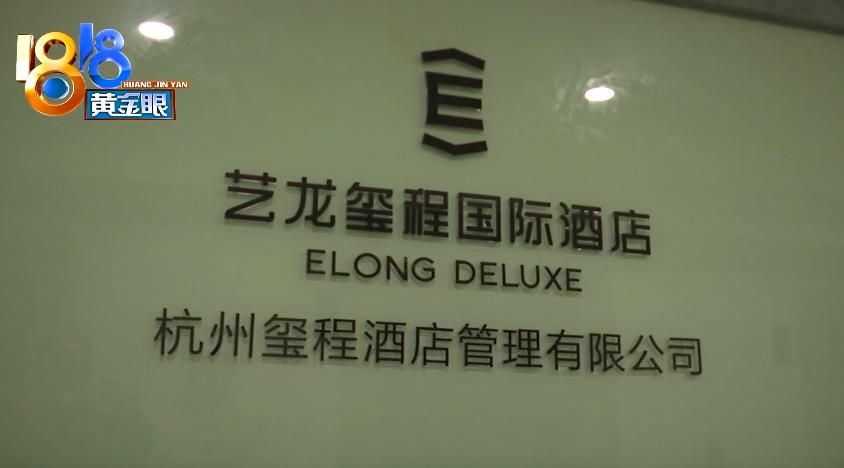 1818
HUANG JIN YAN
黄金眼
E
艺龙玺程国际酒店
ELONG DELUXE
杭州玺程酒店管理有限公司